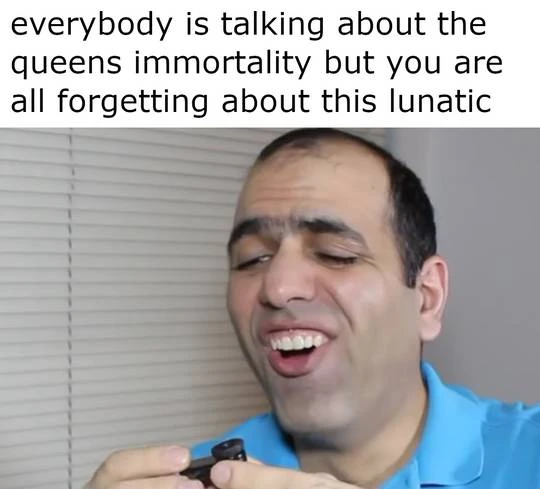 everybody is talking about the
queens immortality but you are
all forgetting about this lunatic